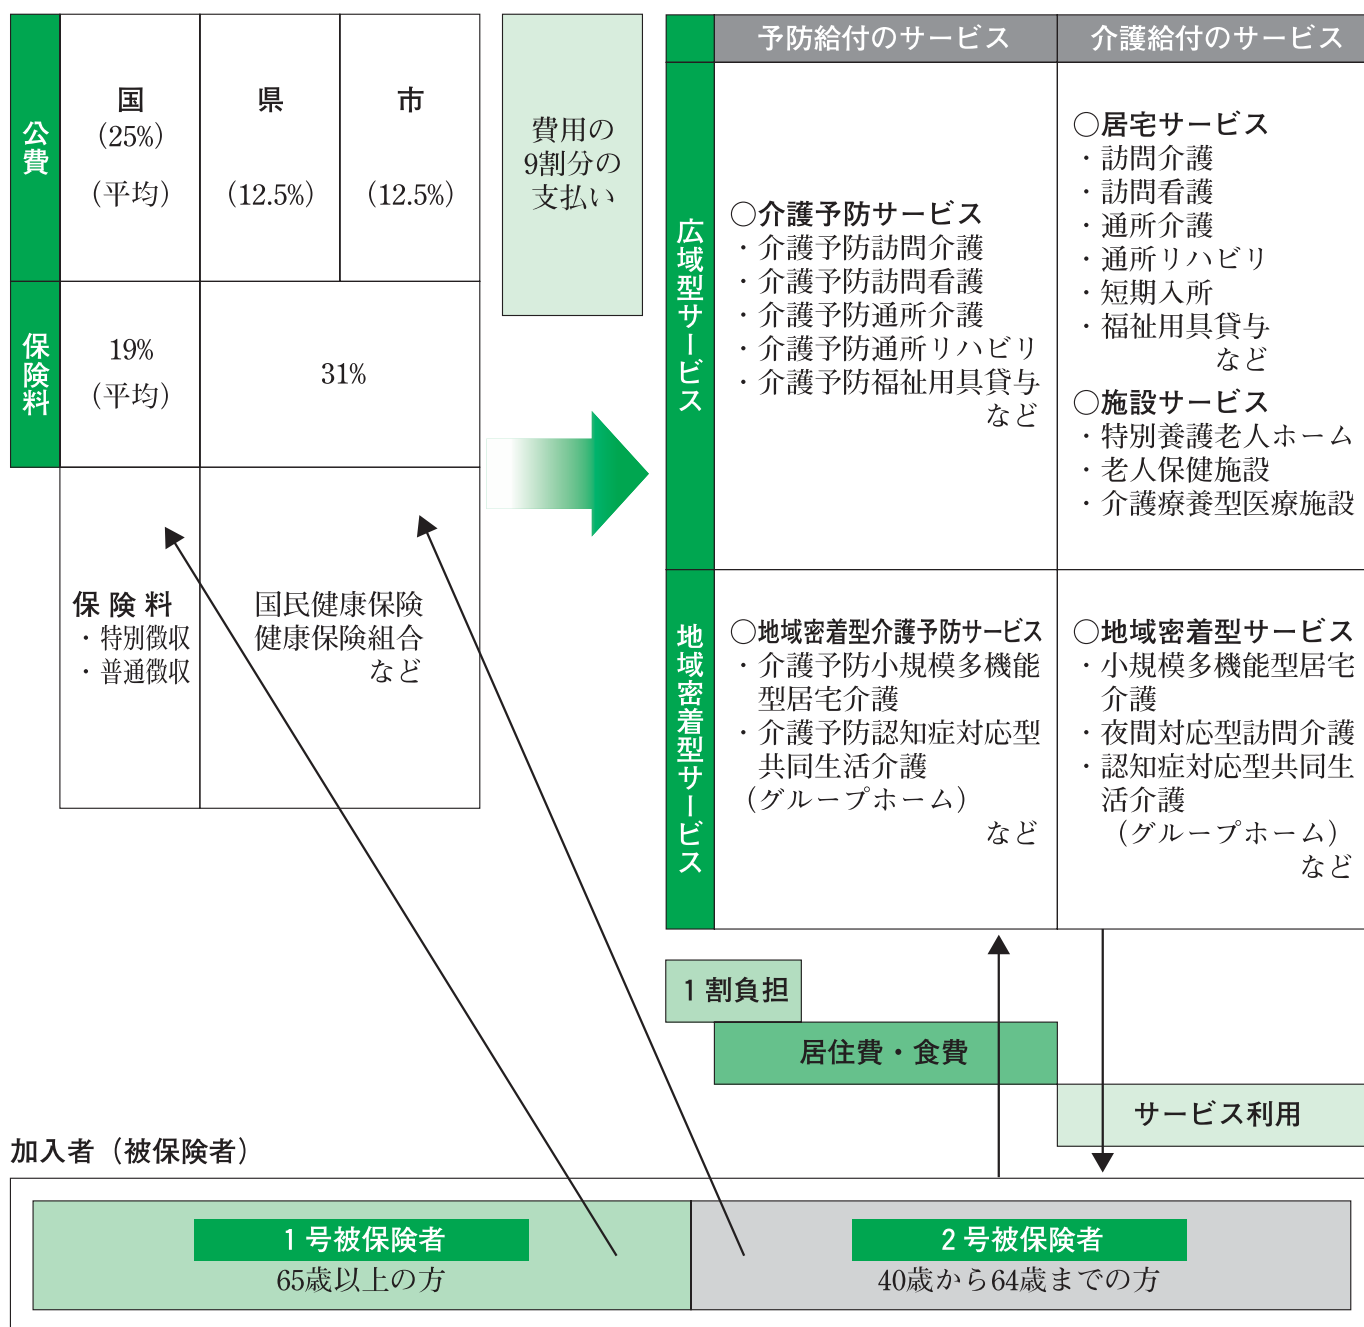 公費
国
(25%)
(平均)
県
(12.5%)
市
(12.5%)
保険料
19%
(平均)
31%
保険料
・特別徴収
・普通徴収
国民健康保険
健康保険組合
など
費用の
9割分の
支払い
予防給付のサービス
介護給付のサービス
広域型サービス
○介護予防サービス
・介護予防訪問介護
・介護予防訪問看護
・介護予防通所介護
・介護予防通所リハビリ
・介護予防福祉用具貸与
など
○居宅サービス
・訪問介護
・訪問看護
・通所介護
・通所リハビリ
・短期入所
・福祉用具貸与
など
○施設サービス
・特別養護老人ホーム
・老人保健施設
・介護療養型医療施設
地域密着型サービス
○地域密着型介護予防サービス
・介護予防小規模多機能
型居宅介護
・介護予防認知症対応型
共同生活介護
(グループホーム)
など
○地域密着型サービス
・小規模多機能型居宅
介護
・夜間対応型訪問介護
・認知症対応型共同生
活介護
(グループホーム)
など
1割負担
居住費・食費
サービス利用
加入者(被保険者)
1号被保険者
65歳以上の方
2号被保険者
40歳から64歳までの方